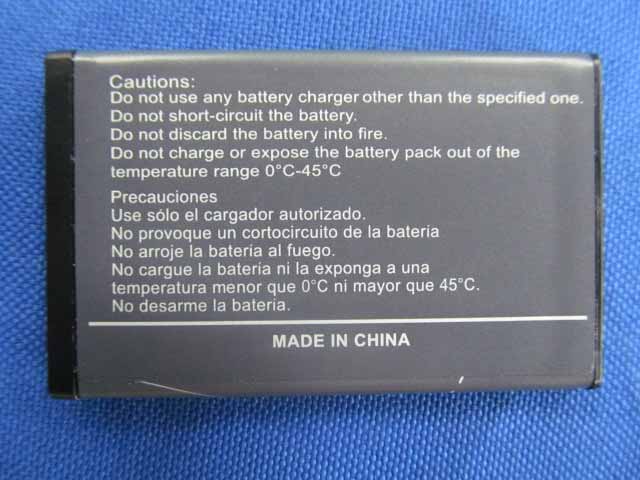 Cautions:
Do not use any battery charger other than the specified one.
Do not short-circuit the battery.
Do not discard the battery into fire.
Do not charge or expose the battery pack out of the
temperature range 0°C-45°C
Precauciones
Use sólo el cargador autorizado.
No provoque un cortocircuito de la bateria
No arroje la bateria al fuego.
No cargue la bateria ni la exponga a una
temperatura menor que 0°C ni mayor que 45°C.
No desarme la bateria.
MADE IN CHINA